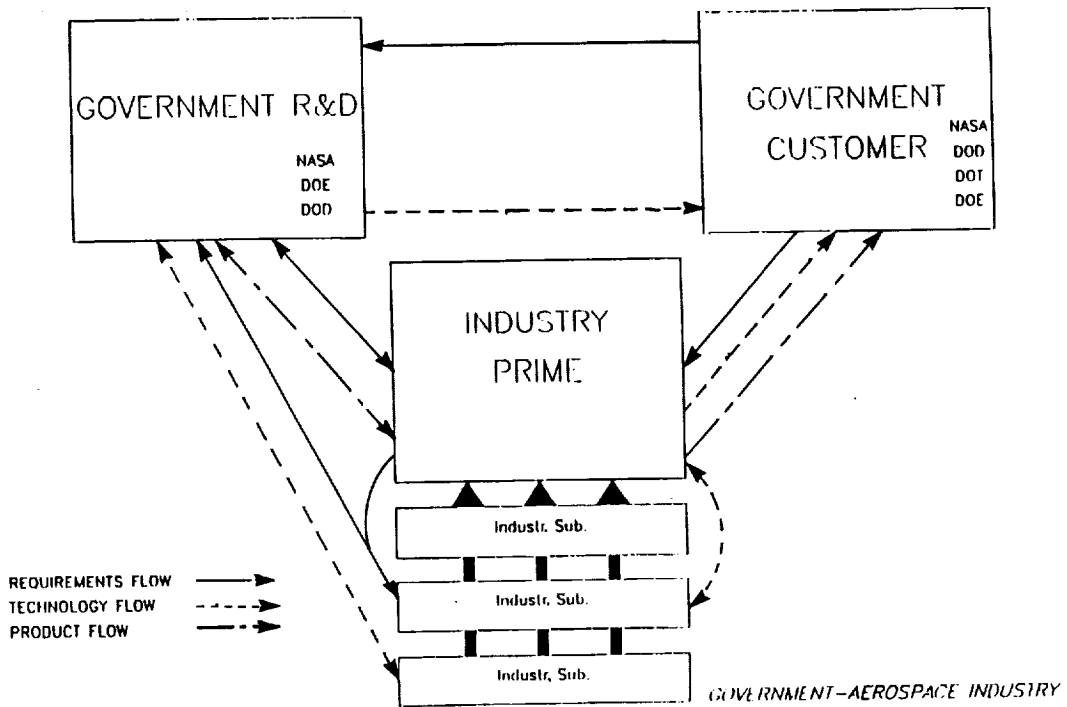 GOVERNMENT R&D
NASA
DOE
DOD
GOVERNMENT
CUSTOMER
NASA
DOD
DOT
DOE
INDUSTRY
PRIME
Industr. Sub.
Industr. Sub.
Industr. Sub.
REQUIREMENTS FLOW
TECHNOLOGY FLOW
PRODUCT FLOW
GOVERNMENT-AEROSPACE INDUSTRY